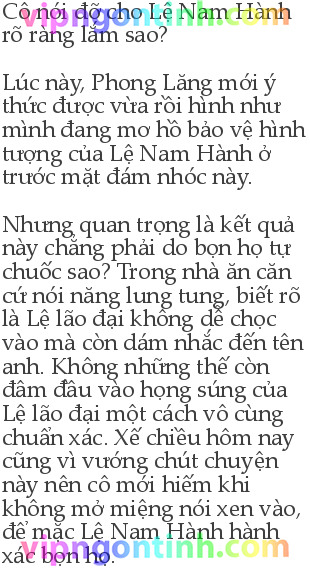 Cô nói đỡ cho Lệ Nam Hành
rõ ràng lắm sao?
Lúc này, Phong Lăng mới ý
thức được vừa rồi hình như
mình đang mơ hồ bảo vệ hình
tượng của Lệ Nam Hành ở
trước mặt đám nhóc này.
Nhưng quan trọng là kết quả
này chẳng phải do bọn họ tự
chuốc sao? Trong nhà ăn căn
cứ nói năng lung tung, biết rõ
là Lệ lão đại không dễ chọc
vào mà còn dám nhắc đến tên
anh. Không những thế còn
đâm đầu vào họng súng của
Lệ lão đại một cách vô cùng
chuẩn xác. Xế chiều hôm nay
cũng vì vướng chút chuyện
này nên cô mới hiếm khi
không mở miệng nói xen vào,
để mặc Lệ Nam Hành hành
xác bọn họ.
vipngontinh.com
vipngontinh.com